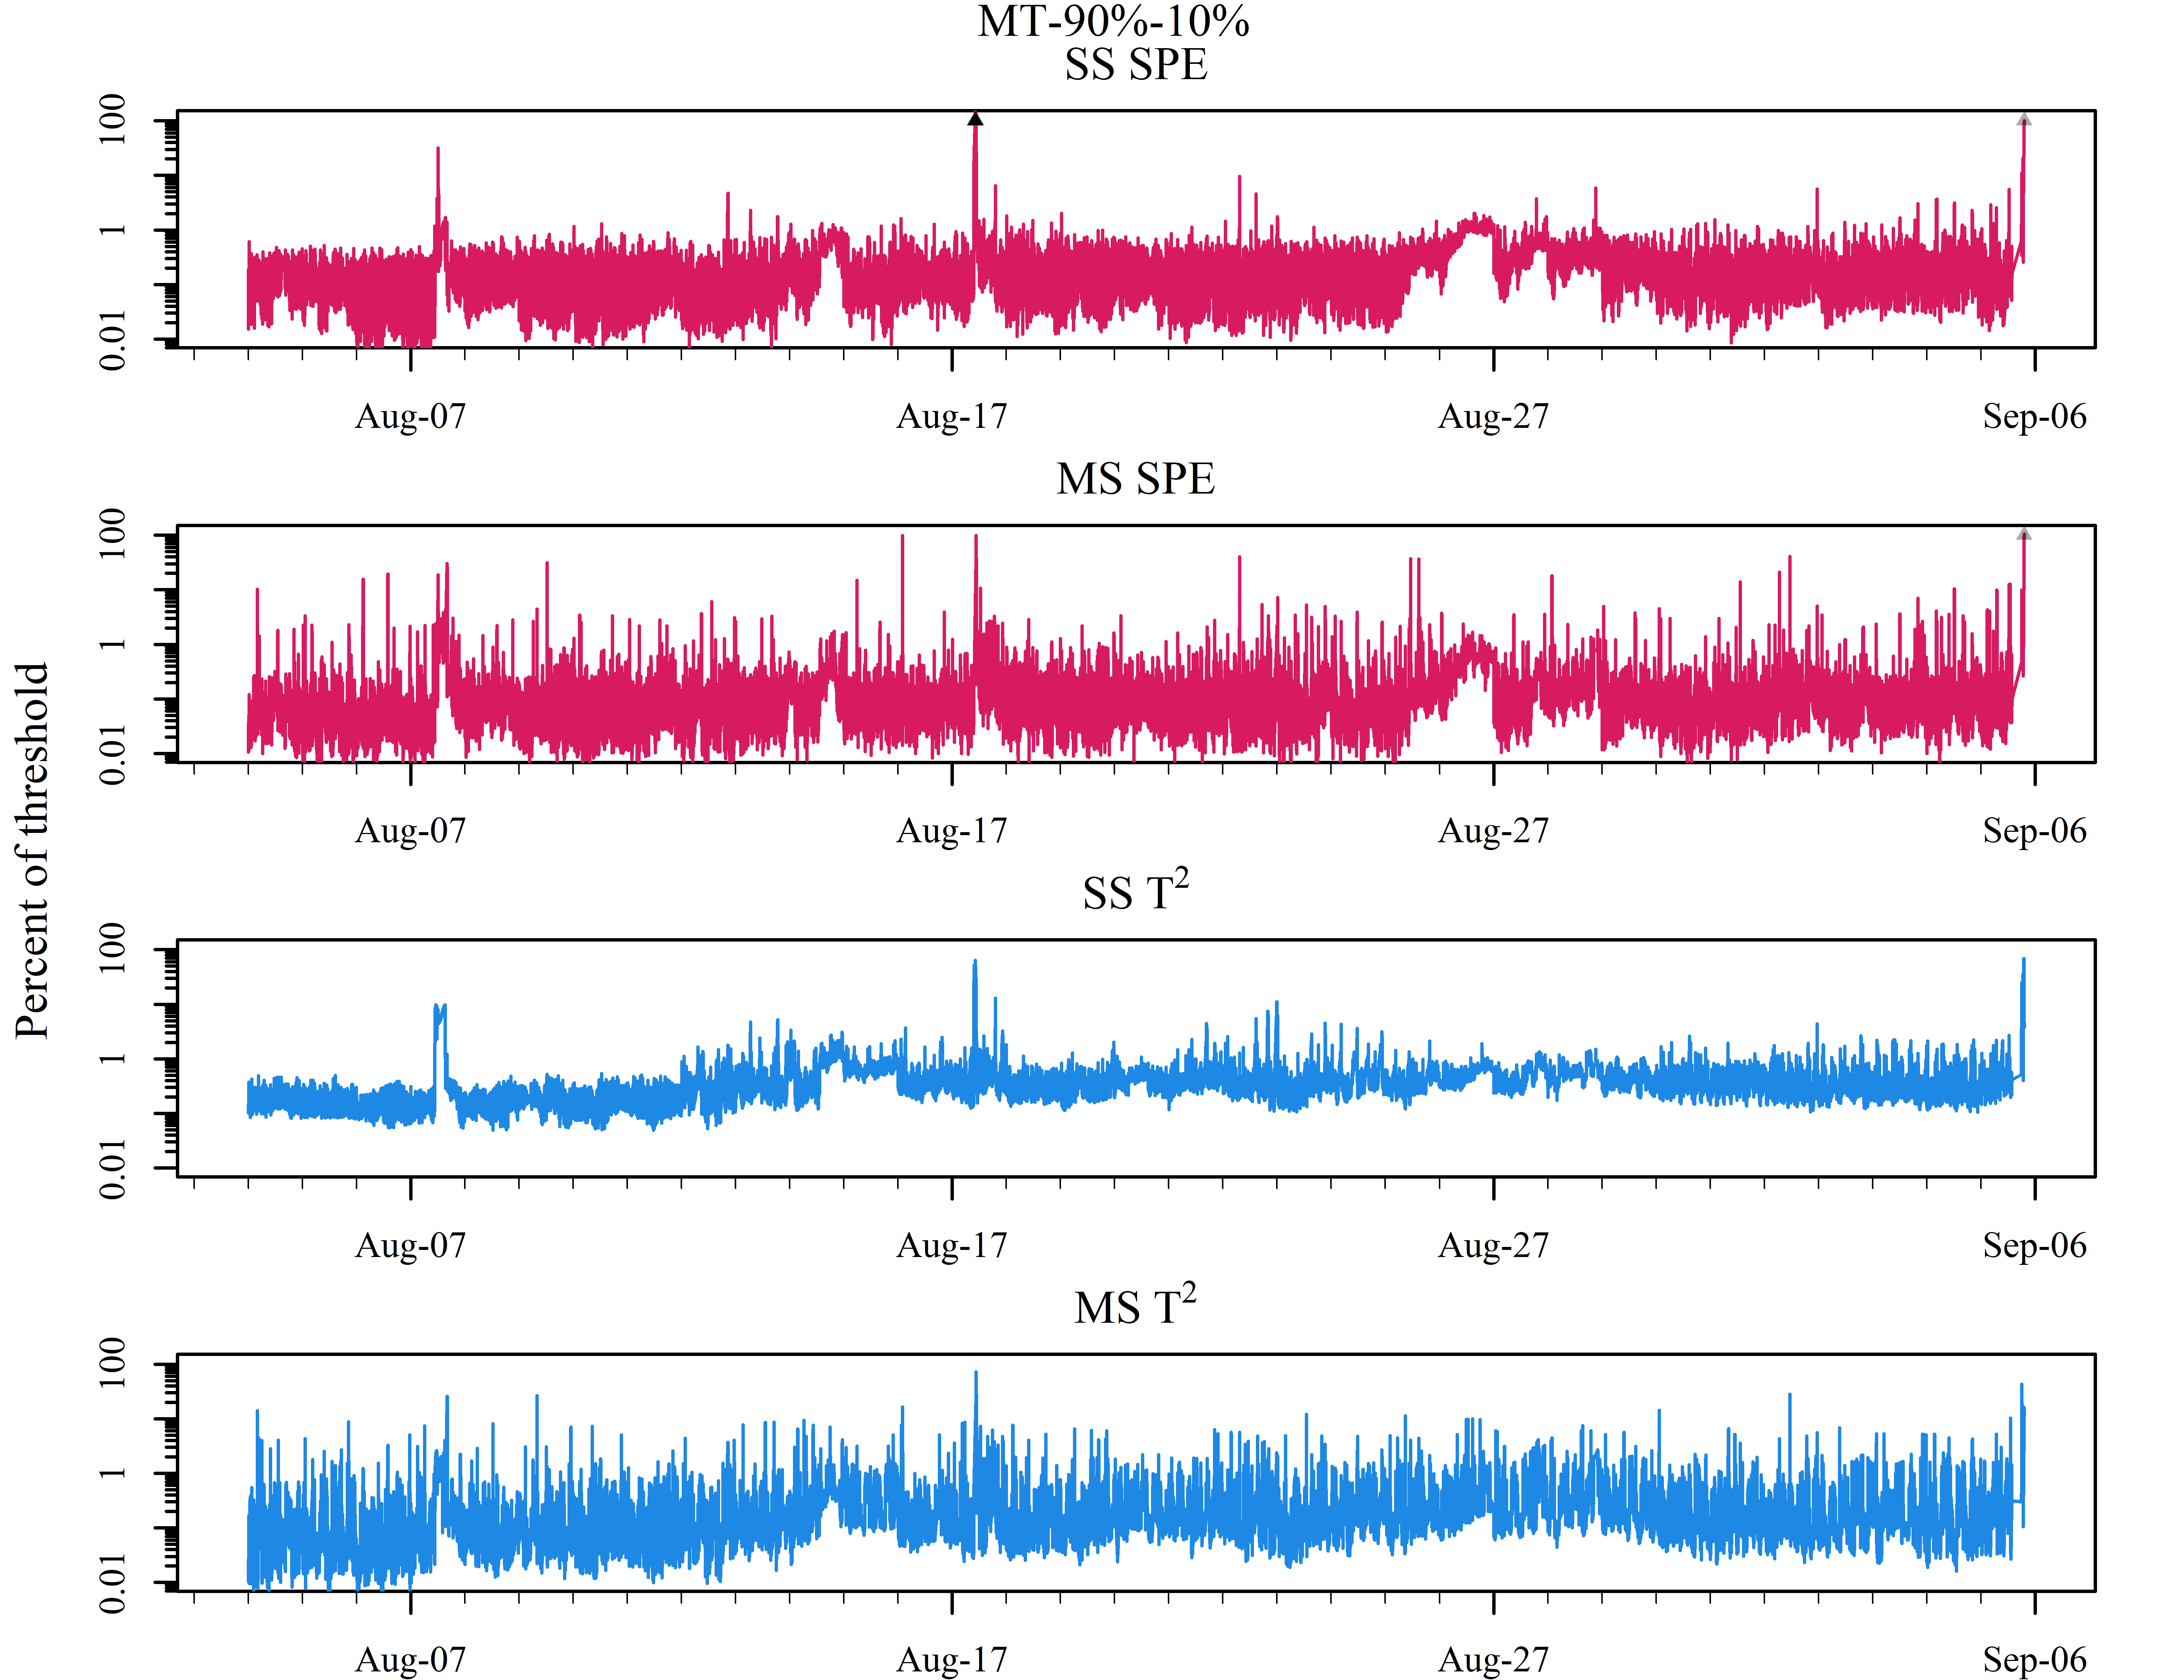 MT-90%-10%
SS SPE
100
1
0.01
Aug-07 Aug-17 Aug-27 Sep-06
MS SPE
100
1
0.01
Aug-07 Aug-17 Aug-27 Sep-06
Percent of threshold
SS T²
100
1
0.01
Aug-07 Aug-17 Aug-27 Sep-06
MS T²
100
1
0.01
Aug-07 Aug-17 Aug-27 Sep-06